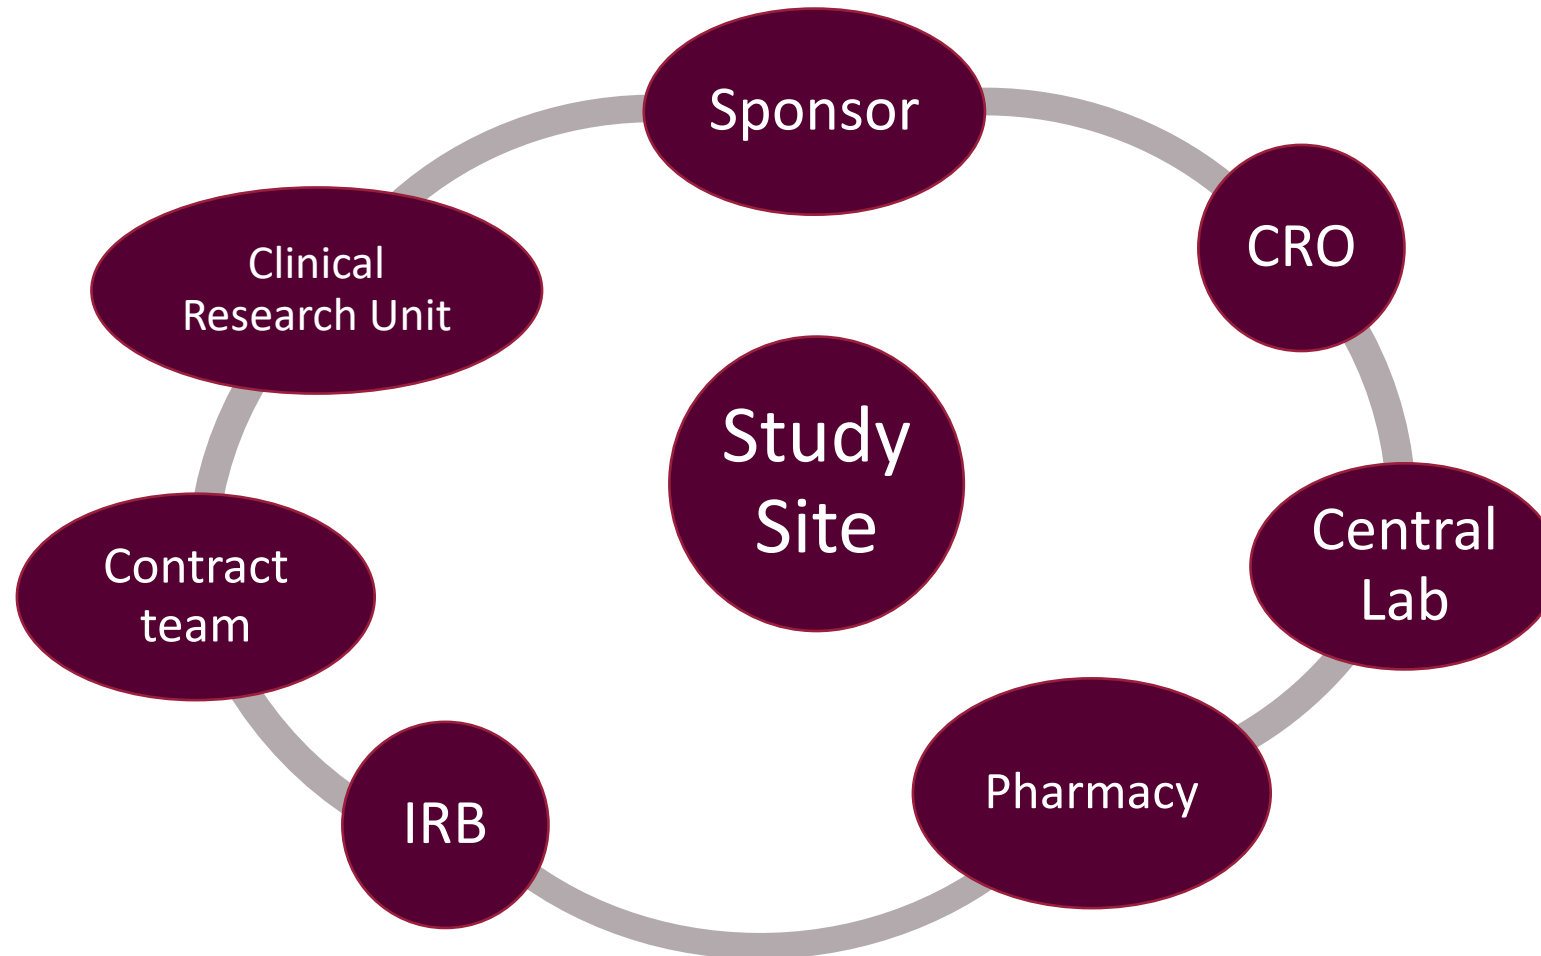 Sponsor
CRO
Clinical
Research Unit
Study
Site
Central
Lab
Contract
team
Pharmacy
IRB